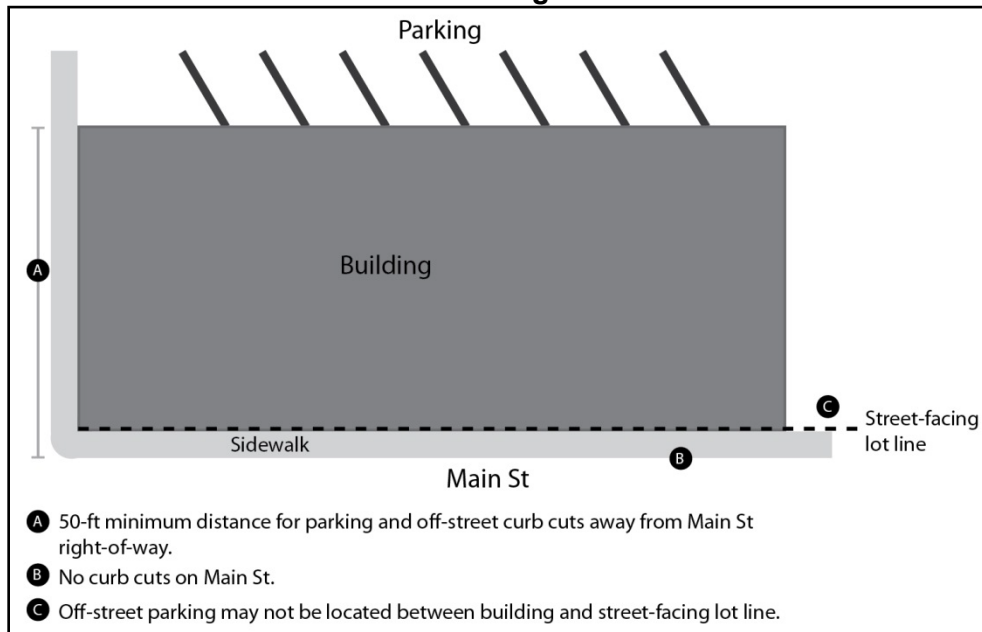 Parking
Building
A
C
Street-facing
lot line
Sidewalk
B
Main St
A 50-ft minimum distance for parking and off-street curb cuts away from Main St
right-of-way.
B No curb cuts on Main St.
C Off-street parking may not be located between building and street-facing lot line.